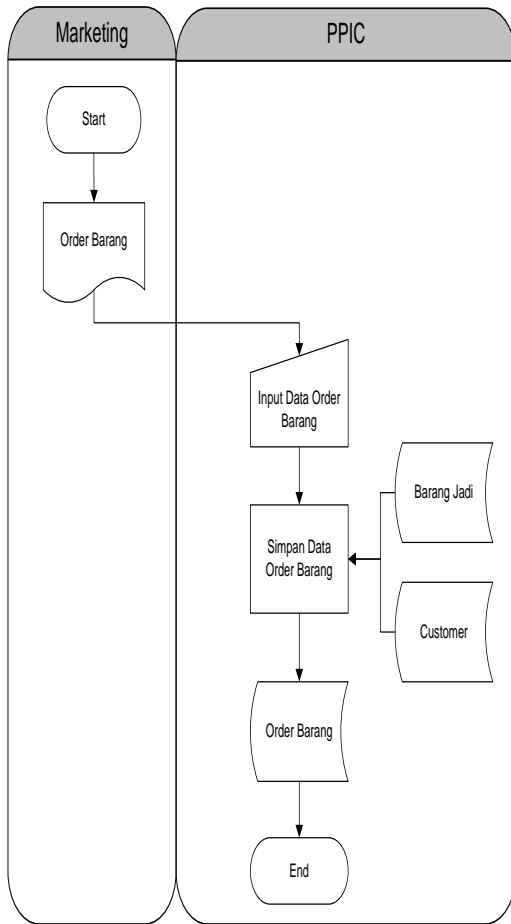 Marketing
PPIC
Start
Order Barang
Input Data Order
Barang
Barang Jadi
Simpan Data
Order Barang
Customer
Order Barang
End